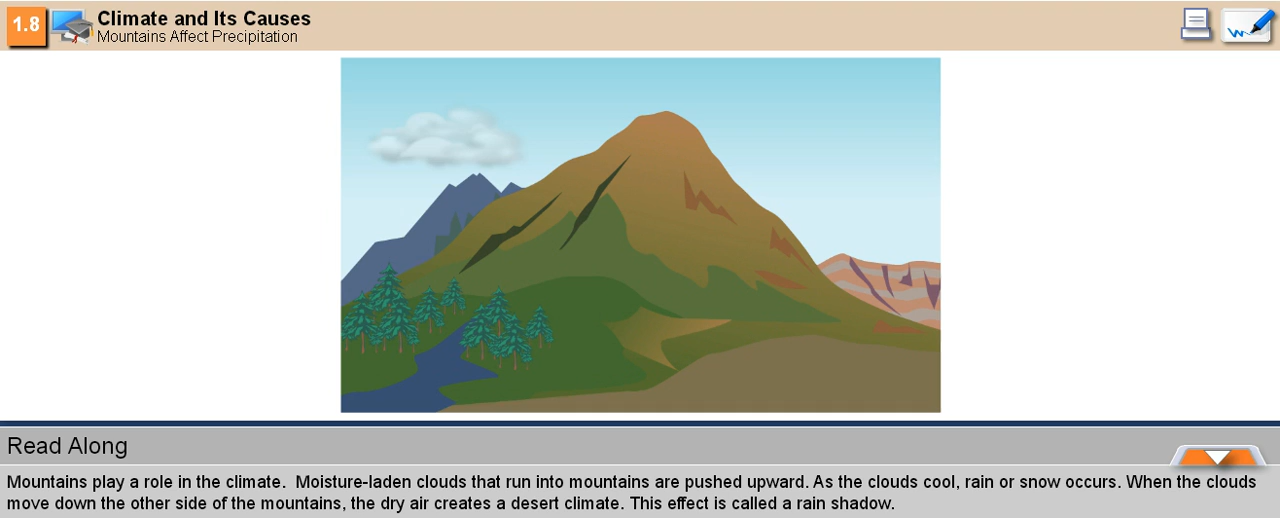 1.8
Climate and Its Causes
Mountains Affect Precipitation
Read Along
Mountains play a role in the climate.  Moisture-laden clouds that run into mountains are pushed upward. As the clouds cool, rain or snow occurs. When the clouds
move down the other side of the mountains, the dry air creates a desert climate. This effect is called a rain shadow.